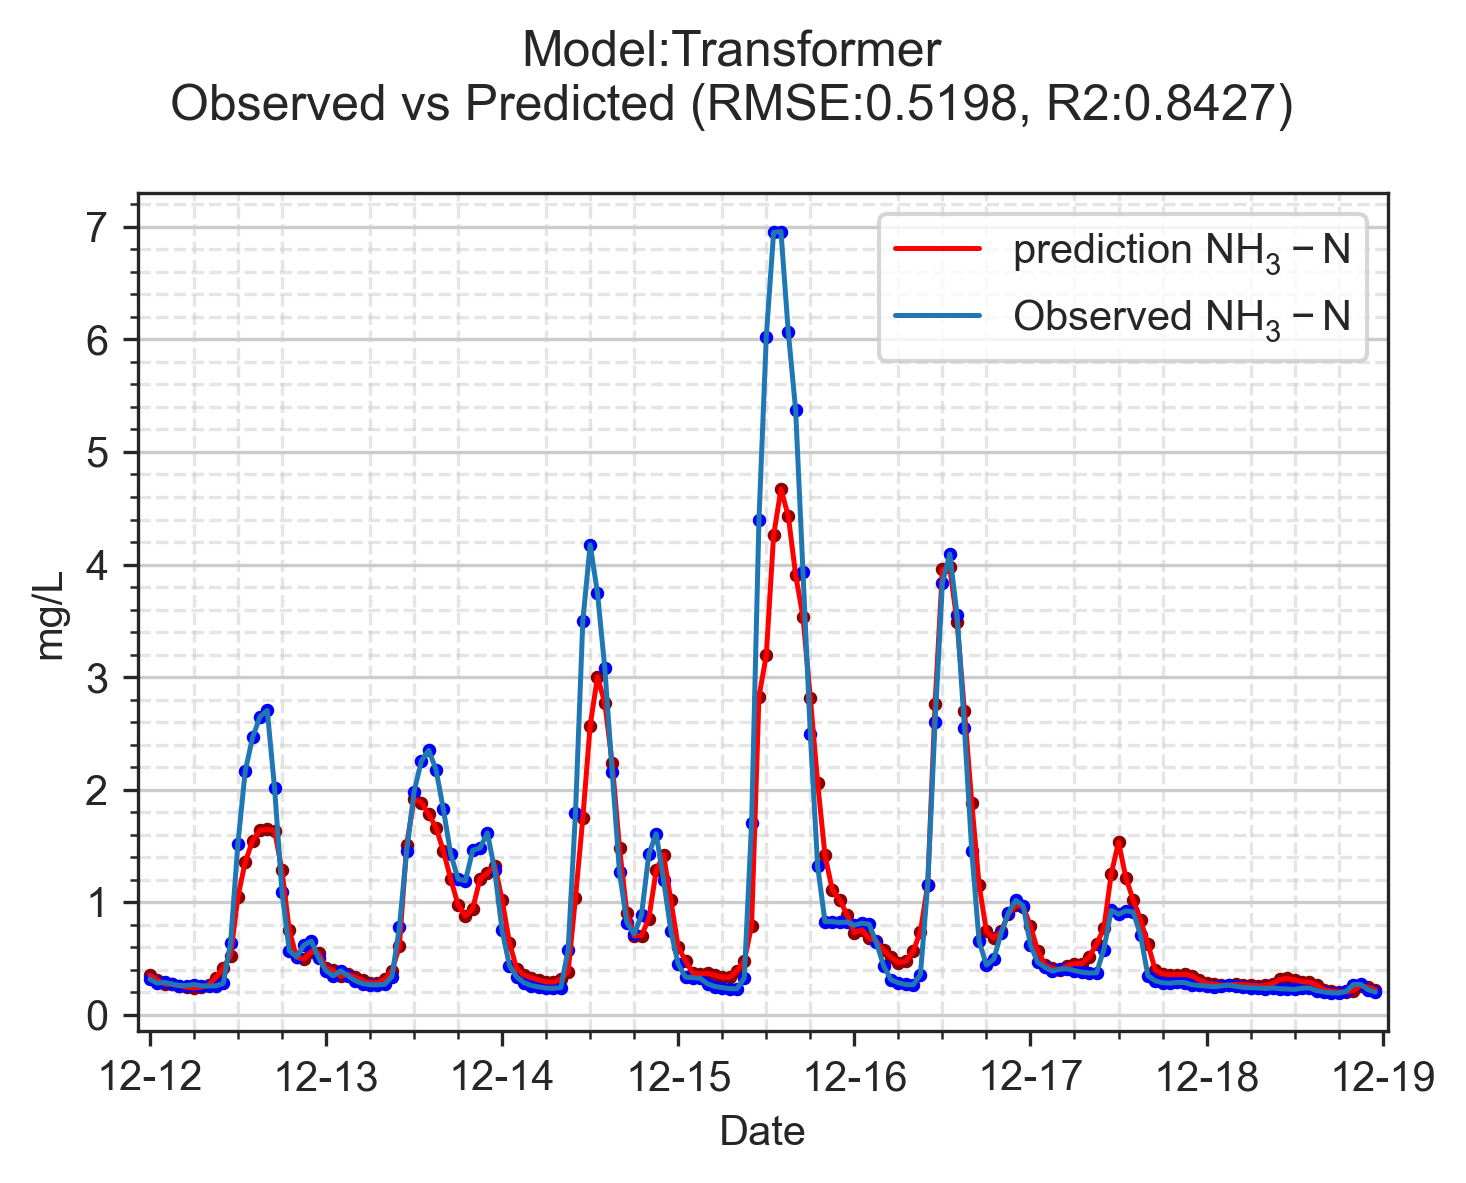 Model:Transformer
Observed vs Predicted (RMSE:0.5198, R2:0.8427)
prediction NH₃ − N
Observed NH₃ − N
mg/L
7
6
5
4
3
2
1
0
12-12 12-13 12-14 12-15 12-16 12-17 12-18 12-19
Date